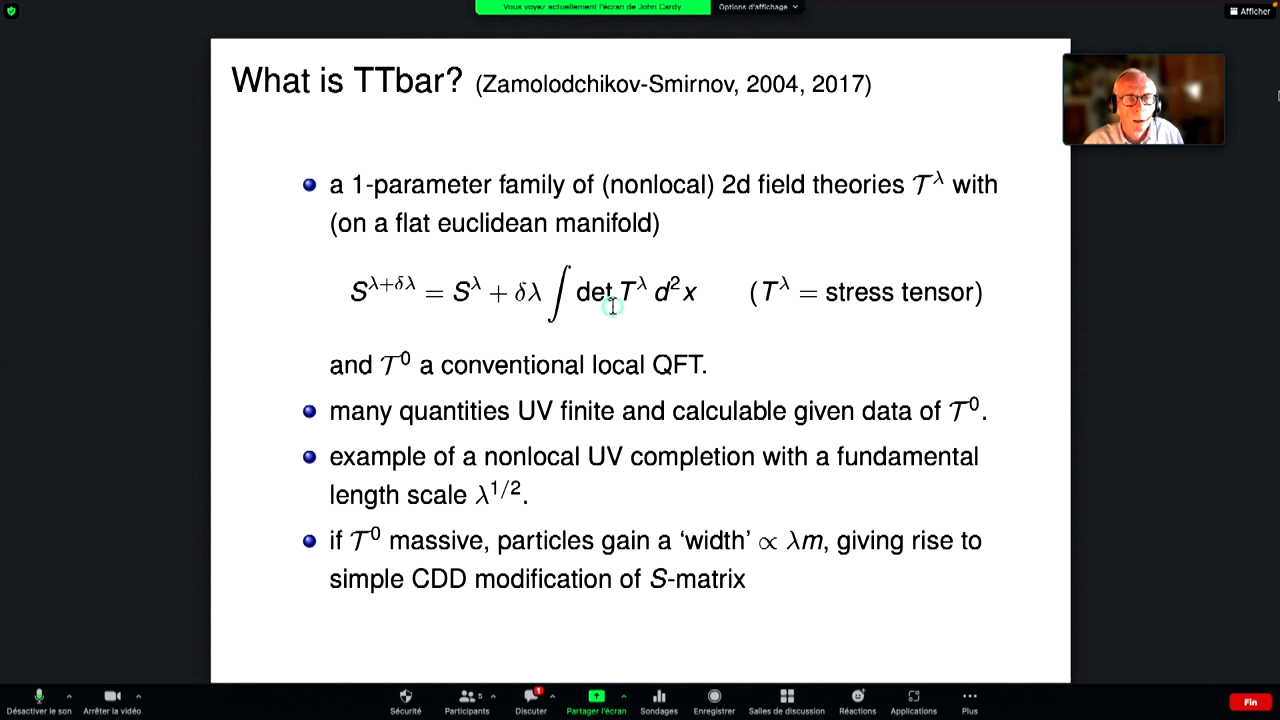 Vous voyez actuellement l'écran de John Cardy
Options d'affichage
Afficher
What is TTbar? (Zamolodchikov-Smirnov, 2004, 2017)
a 1-parameter family of (nonlocal) 2d field theories 𝒯^λ with
(on a flat euclidean manifold)
S^{λ+δλ} = S^λ + δλ ∫ det T^λ d²x (T^λ = stress tensor)
and 𝒯⁰ a conventional local QFT.
many quantities UV finite and calculable given data of 𝒯⁰.
example of a nonlocal UV completion with a fundamental
length scale λ^{1/2}.
if 𝒯⁰ massive, particles gain a ‘width’ ∝ λm, giving rise to
simple CDD modification of S-matrix
5
1
Désactiver le son
Arrêter la vidéo
Sécurité
Participants
Discuter
Partager l'écran
Sondages
Enregistrer
Salles de discussion
Réactions
Applications
Plus
Fin